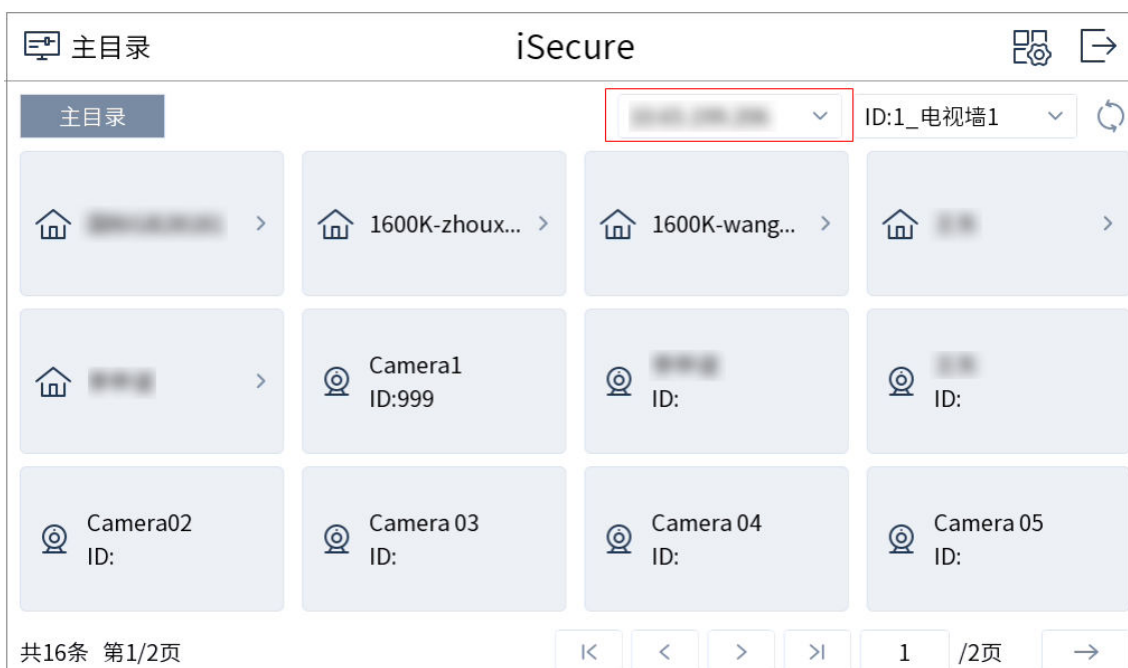 主目录
iSecure
主目录
ID:1_电视墙1
1600K-zhoux...
1600K-wang...
Camera1
ID:999
ID:
ID:
Camera02
ID:
Camera 03
ID:
Camera 04
ID:
Camera 05
ID:
共16条 第1/2页
1
/2页